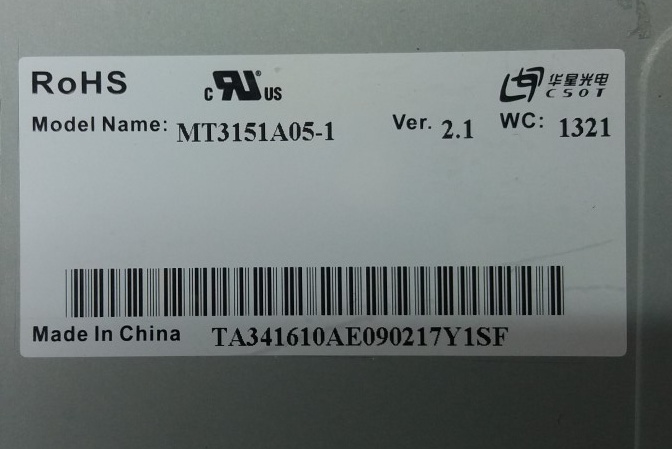 RoHS c RU® US 华星光电
CSOT
Model Name: MT3151A05-1 Ver. 2.1 WC: 1321
Made In China TA341610AE090217Y1SF